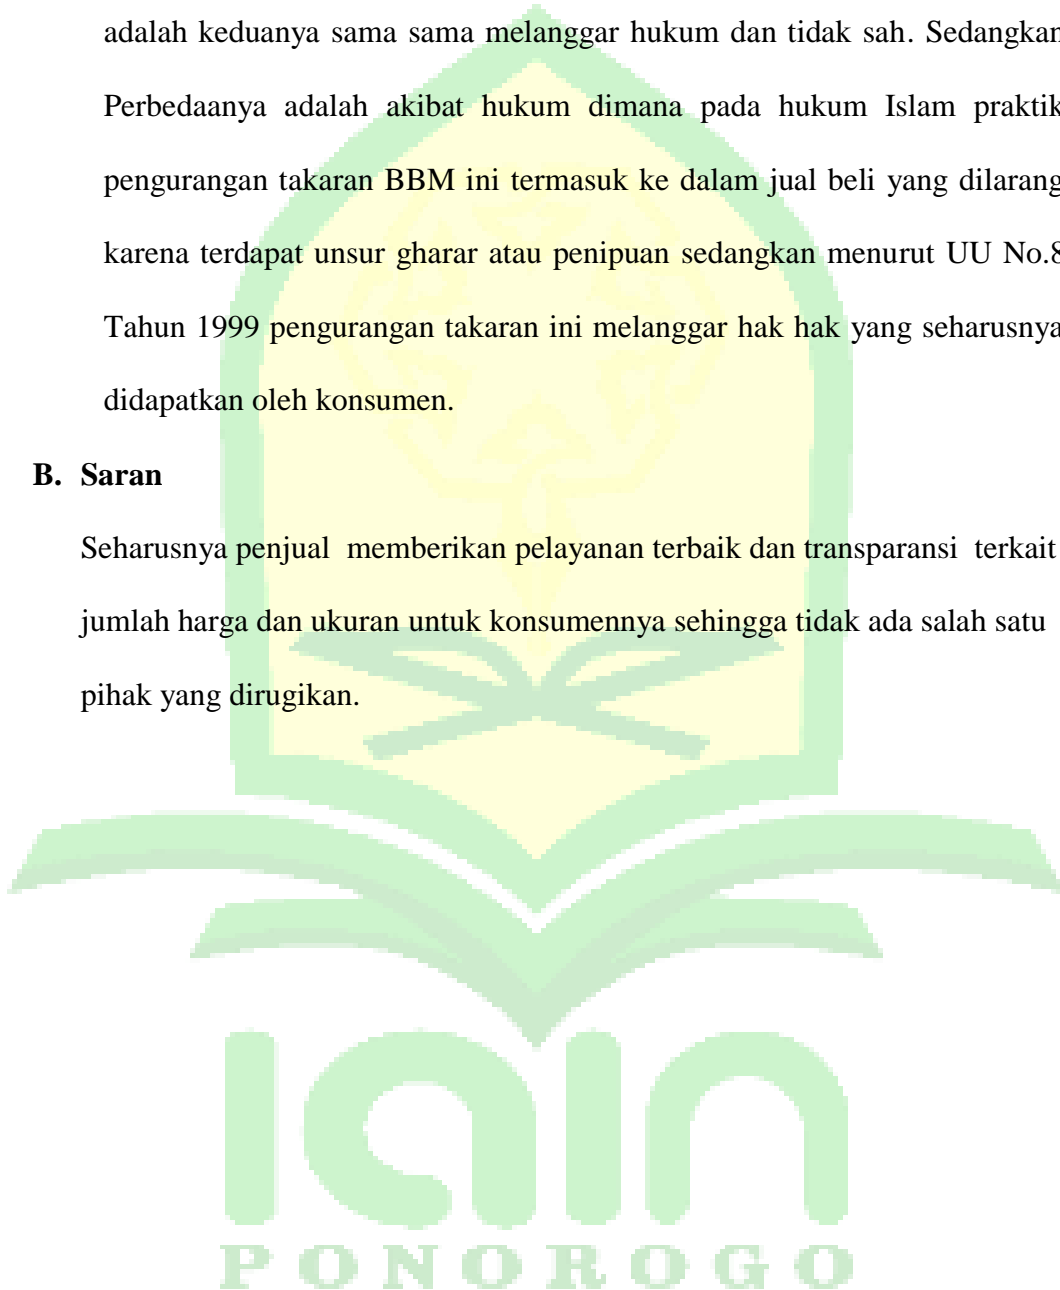 adalah keduanya sama sama melanggar hukum dan tidak sah. Sedangkan
Perbedaanya adalah akibat hukum dimana pada hukum Islam praktik
pengurangan takaran BBM ini termasuk ke dalam jual beli yang dilarang
karena terdapat unsur gharar atau penipuan sedangkan menurut UU No.8
Tahun 1999 pengurangan takaran ini melanggar hak hak yang seharusnya
didapatkan oleh konsumen.
B. Saran
Seharusnya penjual memberikan pelayanan terbaik dan transparansi terkait
jumlah harga dan ukuran untuk konsumennya sehingga tidak ada salah satu
pihak yang dirugikan.
iain
PONOROGO